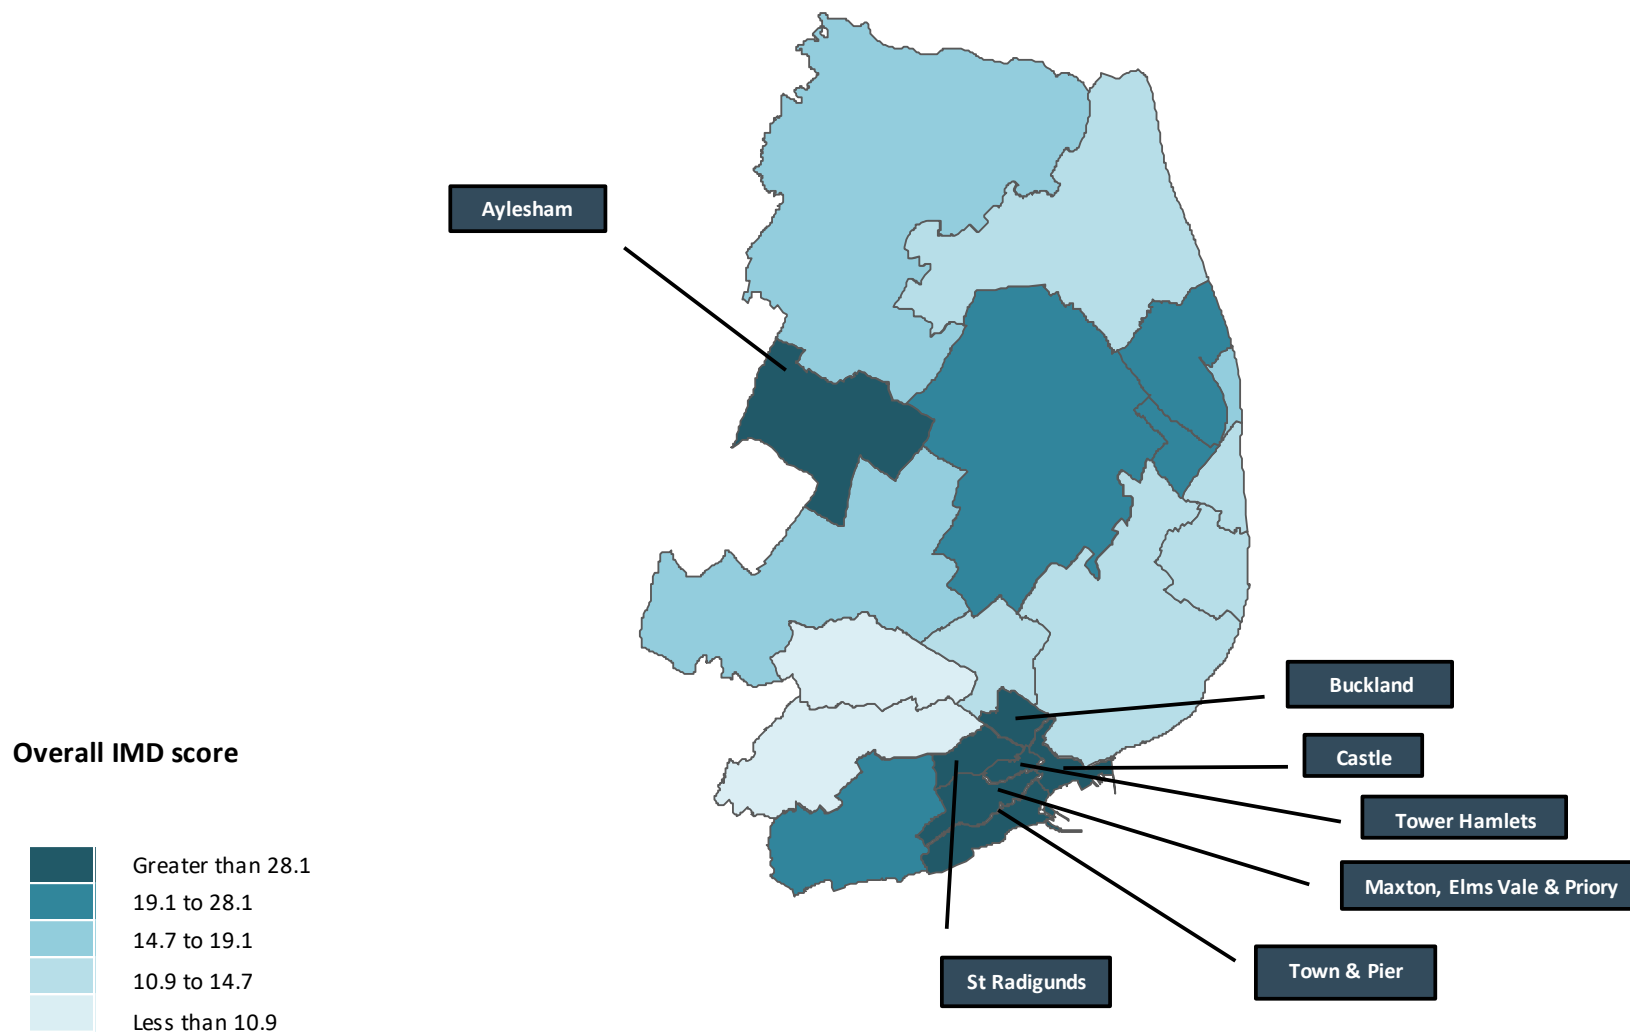 Aylesham
Buckland
Castle
Tower Hamlets
Maxton, Elms Vale & Priory
Town & Pier
St Radigunds
Overall IMD score
Greater than 28.1
19.1 to 28.1
14.7 to 19.1
10.9 to 14.7
Less than 10.9